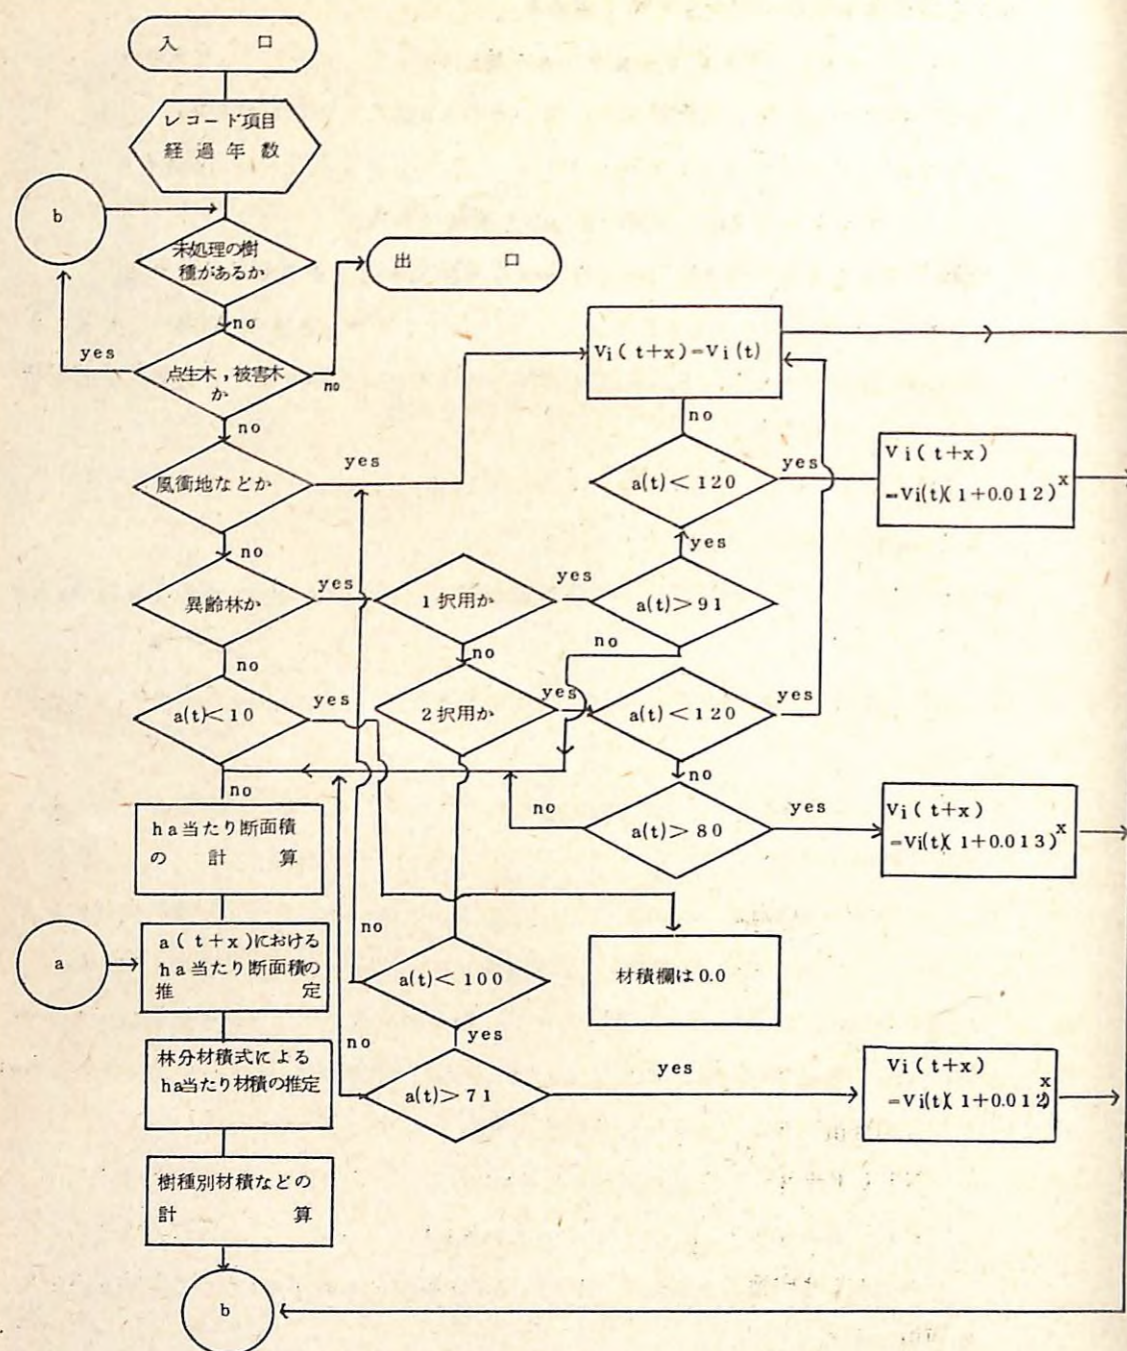 入 口
レコード項目
経過年数
b
未処理の樹
種があるか
出 口
no
yes
点生木,被害木
か
no
no
Vi(t+x)=Vi(t)
no
風衝地などか
yes
a(t)<120
yes
Vi(t+x)
=Vi(t)(1+0.012)x
no
yes
異齢林か
yes
1択用か
yes
a(t)>91
no
no
no
a(t)<10
yes
2択用か
yes
a(t)<120
yes
no
no
ha当たり断面積
の計算
no
a(t)>80
yes
Vi(t+x)
=Vi(t)(1+0.013)x
a
a(t+x)における
ha当たり断面積の
推定
no
a(t)<100
材積欄は0.0
yes
林分材積式による
ha当たり材積の推定
no
a(t)>71
yes
Vi(t+x)
=Vi(t)(1+0.012)x
樹種別材積などの
計算
b